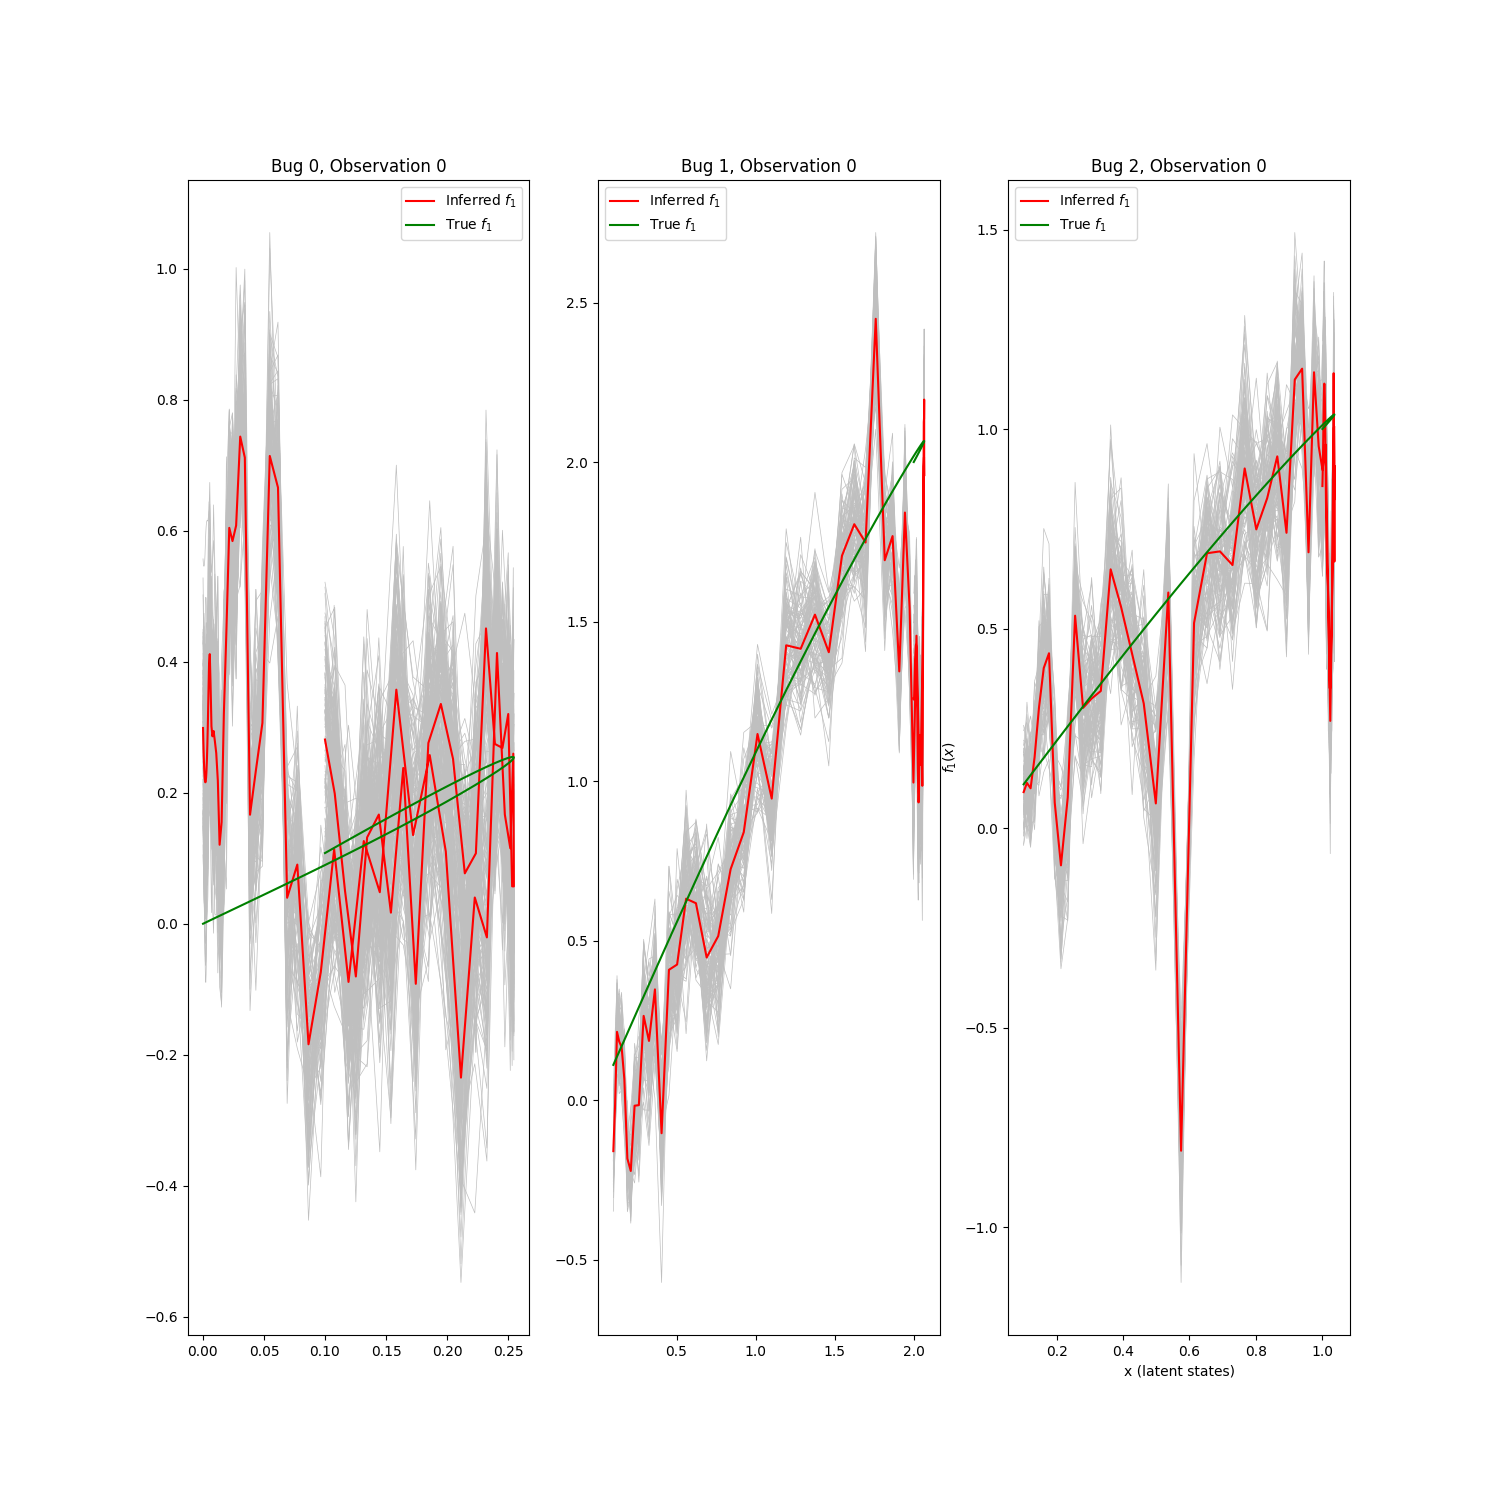 Bug 0, Observation 0
Inferred f₁
True f₁
1.0
0.8
0.6
0.4
0.2
0.0
−0.2
−0.4
−0.6
0.00 0.05 0.10 0.15 0.20 0.25
Bug 1, Observation 0
Inferred f₁
True f₁
2.5
2.0
1.5
1.0
0.5
0.0
−0.5
0.5 1.0 1.5 2.0
Bug 2, Observation 0
Inferred f₁
True f₁
f₁(x)
1.5
1.0
0.5
0.0
−0.5
−1.0
0.2 0.4 0.6 0.8 1.0
x (latent states)